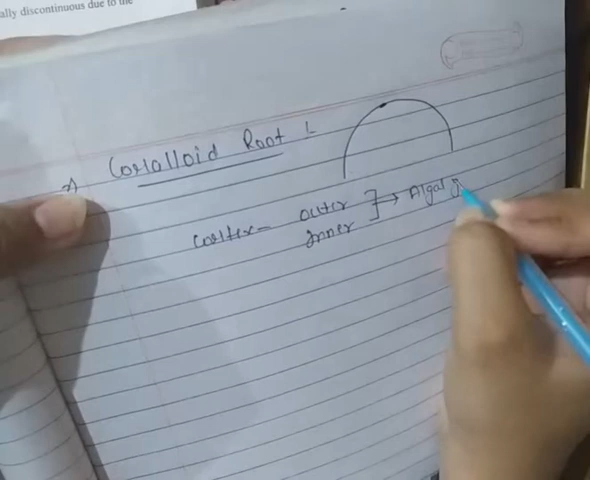 ally discontinuous due to the
Coralloid Root :-
Cortex - outer ] → Algal
Inner